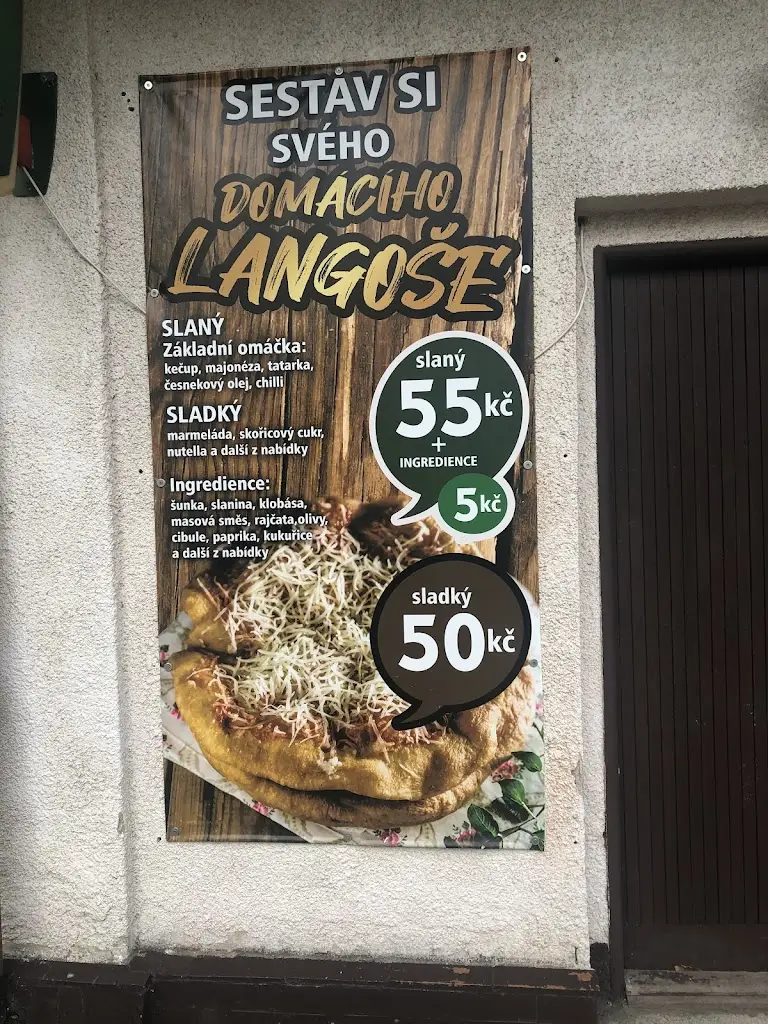 SESTAV SI
SVÉHO
DOMÁCÍHO
LANGOŠE
SLANÝ
Základní omáčka:
kečup, majonéza, tatarka,
česnekový olej, chilli
SLADKÝ
marmeláda, skořicový cukr,
nutella a další z nabídky
Ingredience:
šunka, slanina, klobása,
masová směs, rajčata,olivy,
cibule, paprika, kukuřice
a další z nabídky
slaný
55kč
+
INGREDIENCE
5kč
sladký
50kč